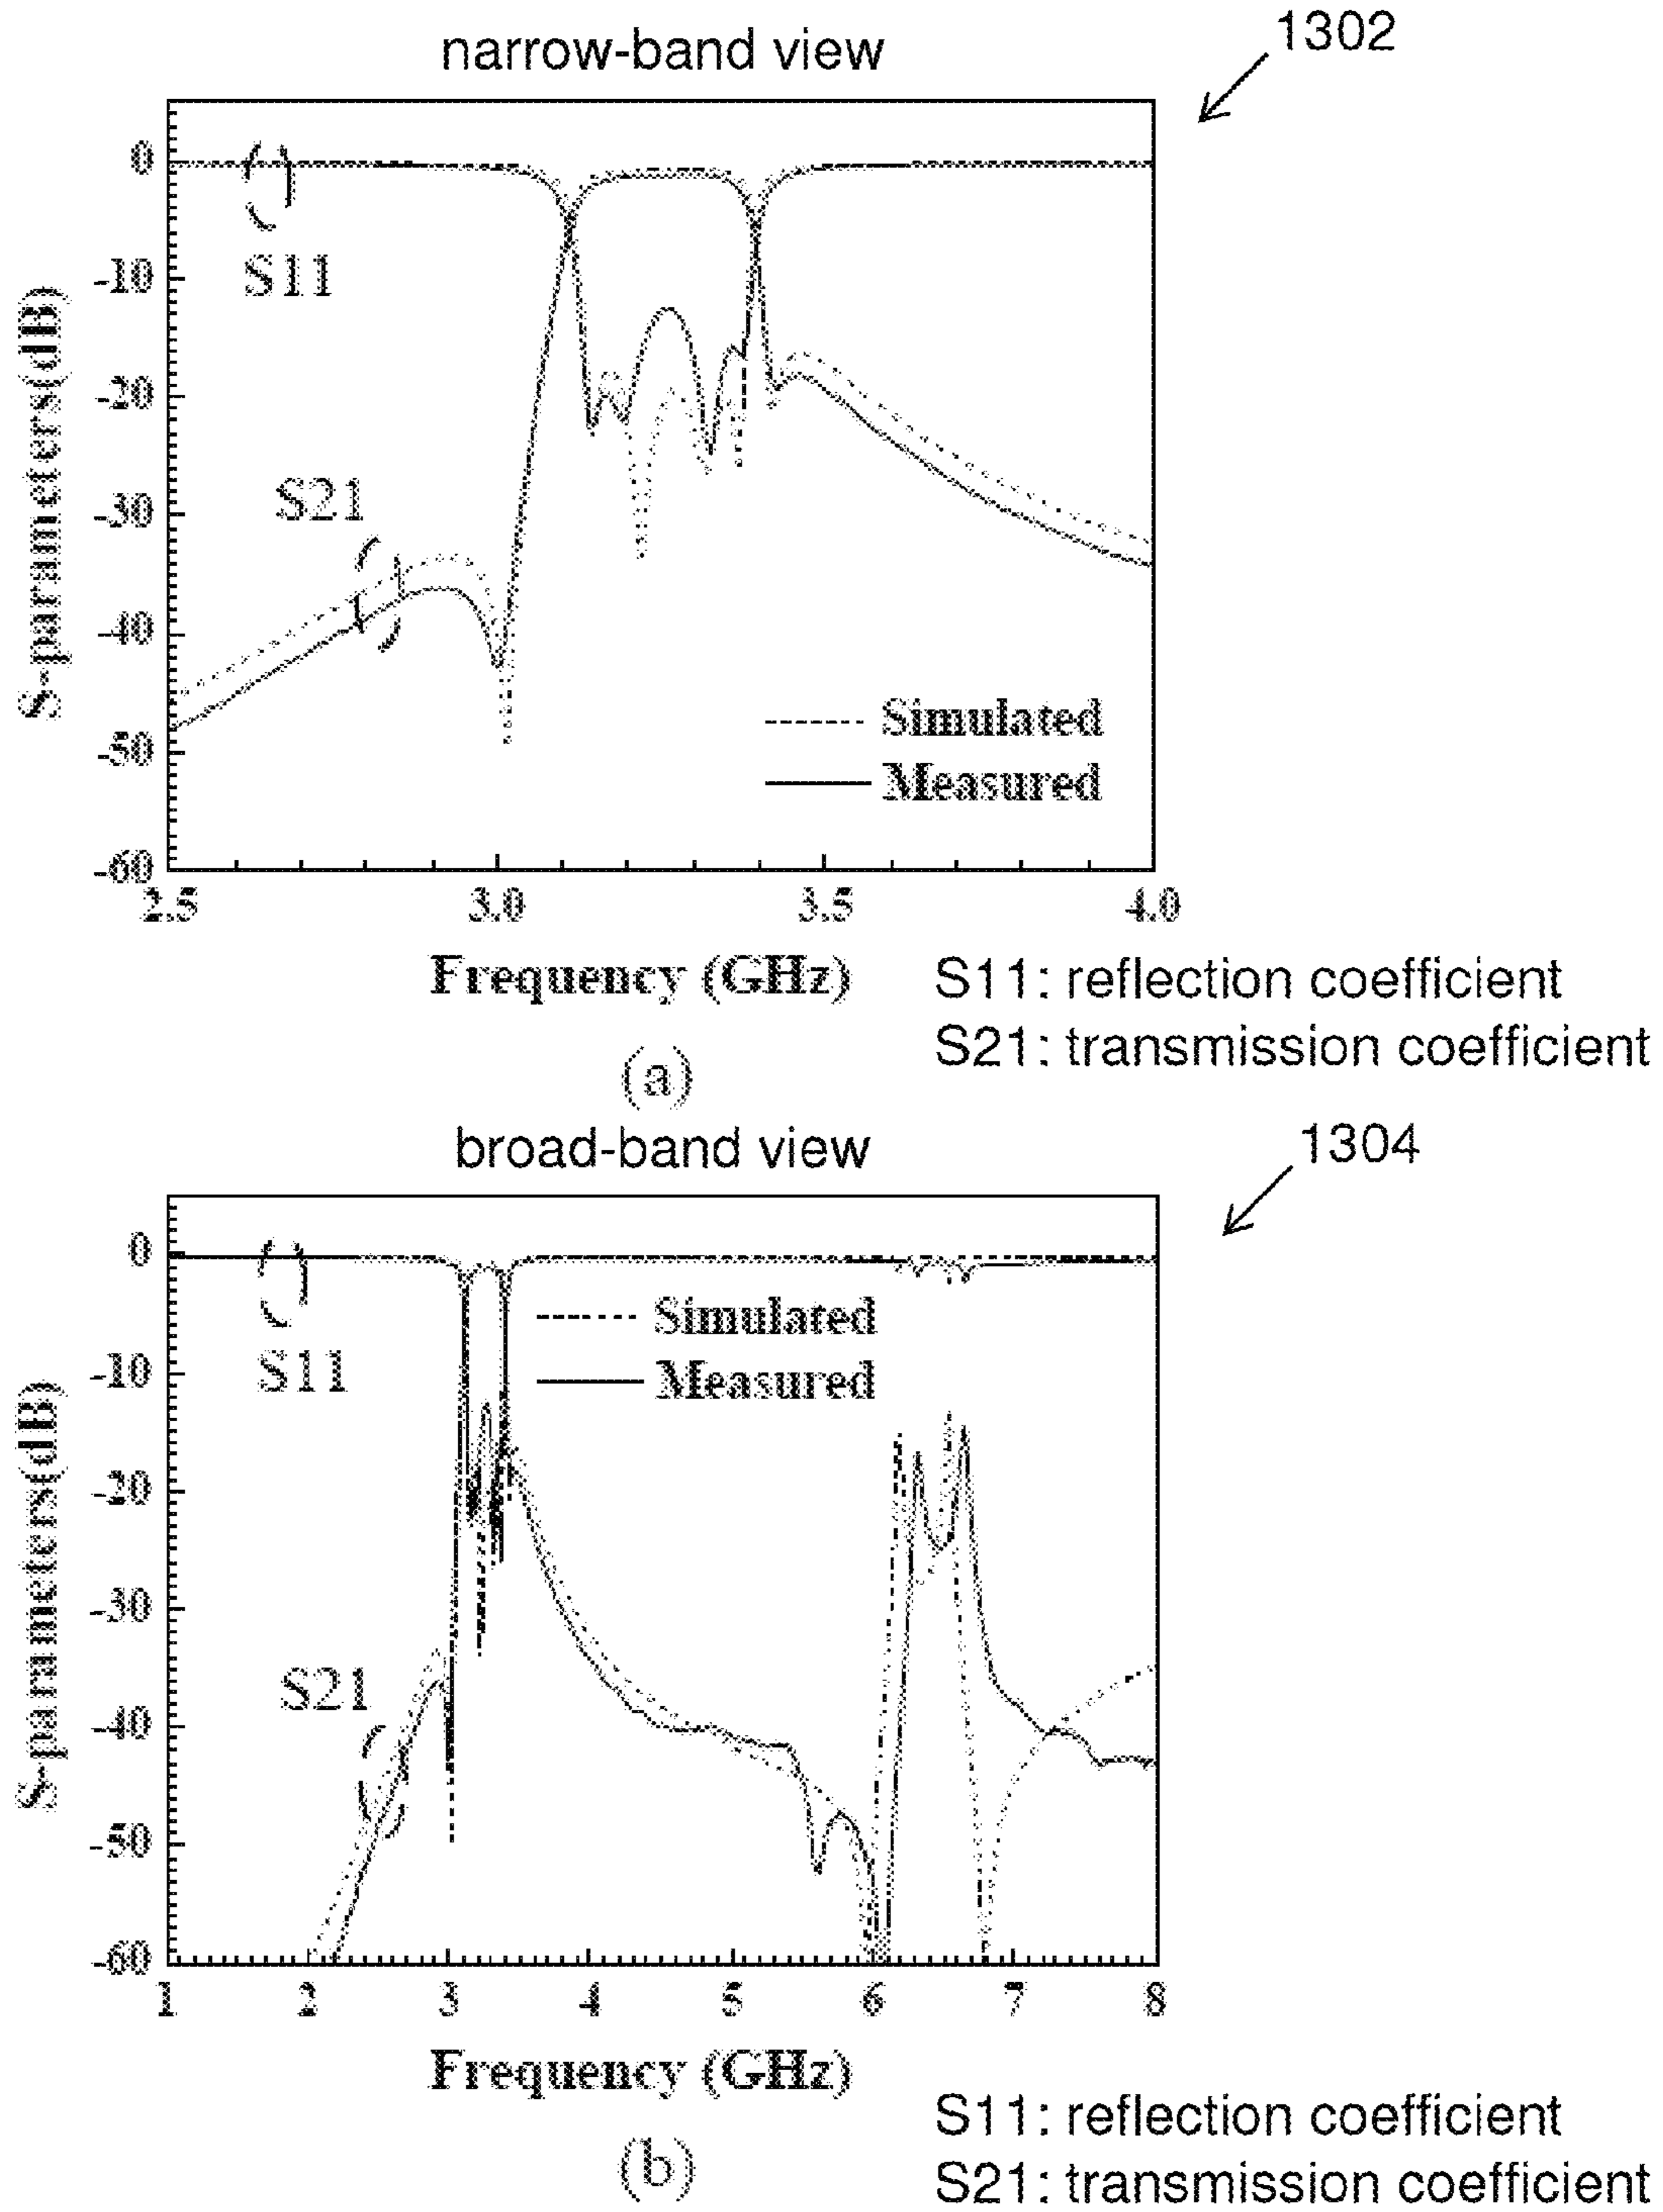 narrow-band view
1302
0
-10
-20
-30
-40
-50
-60
S-parameters(dB)
S11
S21
Simulated
Measured
2.5 3.0 3.5 4.0
Frequency (GHz)
S11: reflection coefficient
S21: transmission coefficient
(a)
broad-band view
1304
0
-10
-20
-30
-40
-50
-60
S-parameters(dB)
S11
Simulated
Measured
S21
1 2 3 4 5 6 7 8
Frequency (GHz)
S11: reflection coefficient
(b)
S21: transmission coefficient